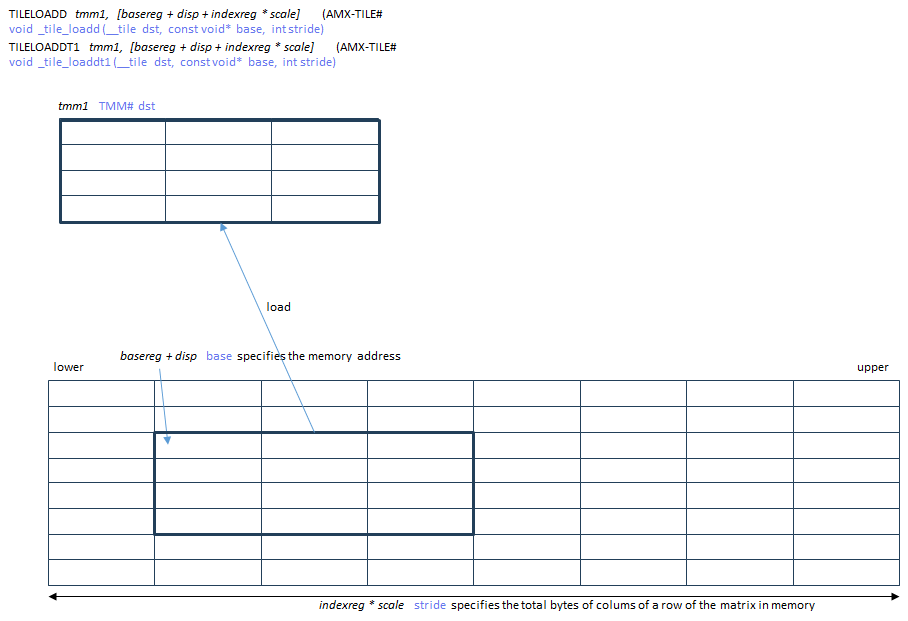 TILELOADD tmm1, [basereg + disp + indexreg * scale] (AMX-TILE#
void _tile_loadd (__tile dst, const void* base, int stride)
TILELOADDT1 tmm1, [basereg + disp + indexreg * scale] (AMX-TILE#
void _tile_loaddt1 (__tile dst, const void* base, int stride)
tmm1 TMM# dst
load
basereg + disp base specifies the memory address
lower upper
indexreg * scale stride specifies the total bytes of colums of a row of the matrix in memory